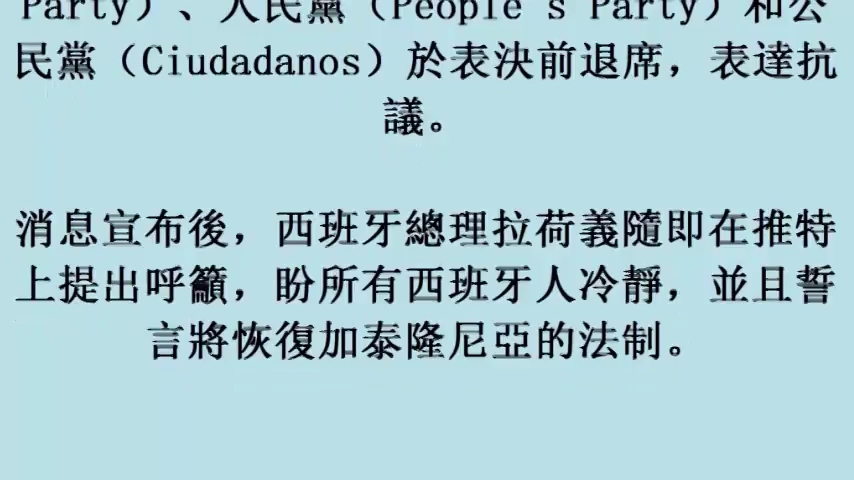 Party）、人民黨（People's Party）和公
民黨（Ciudadanos）於表決前退席，表達抗
議。
消息宣布後，西班牙總理拉荷義隨即在推特
上提出呼籲，盼所有西班牙人冷靜，並且誓
言將恢復加泰隆尼亞的法制。